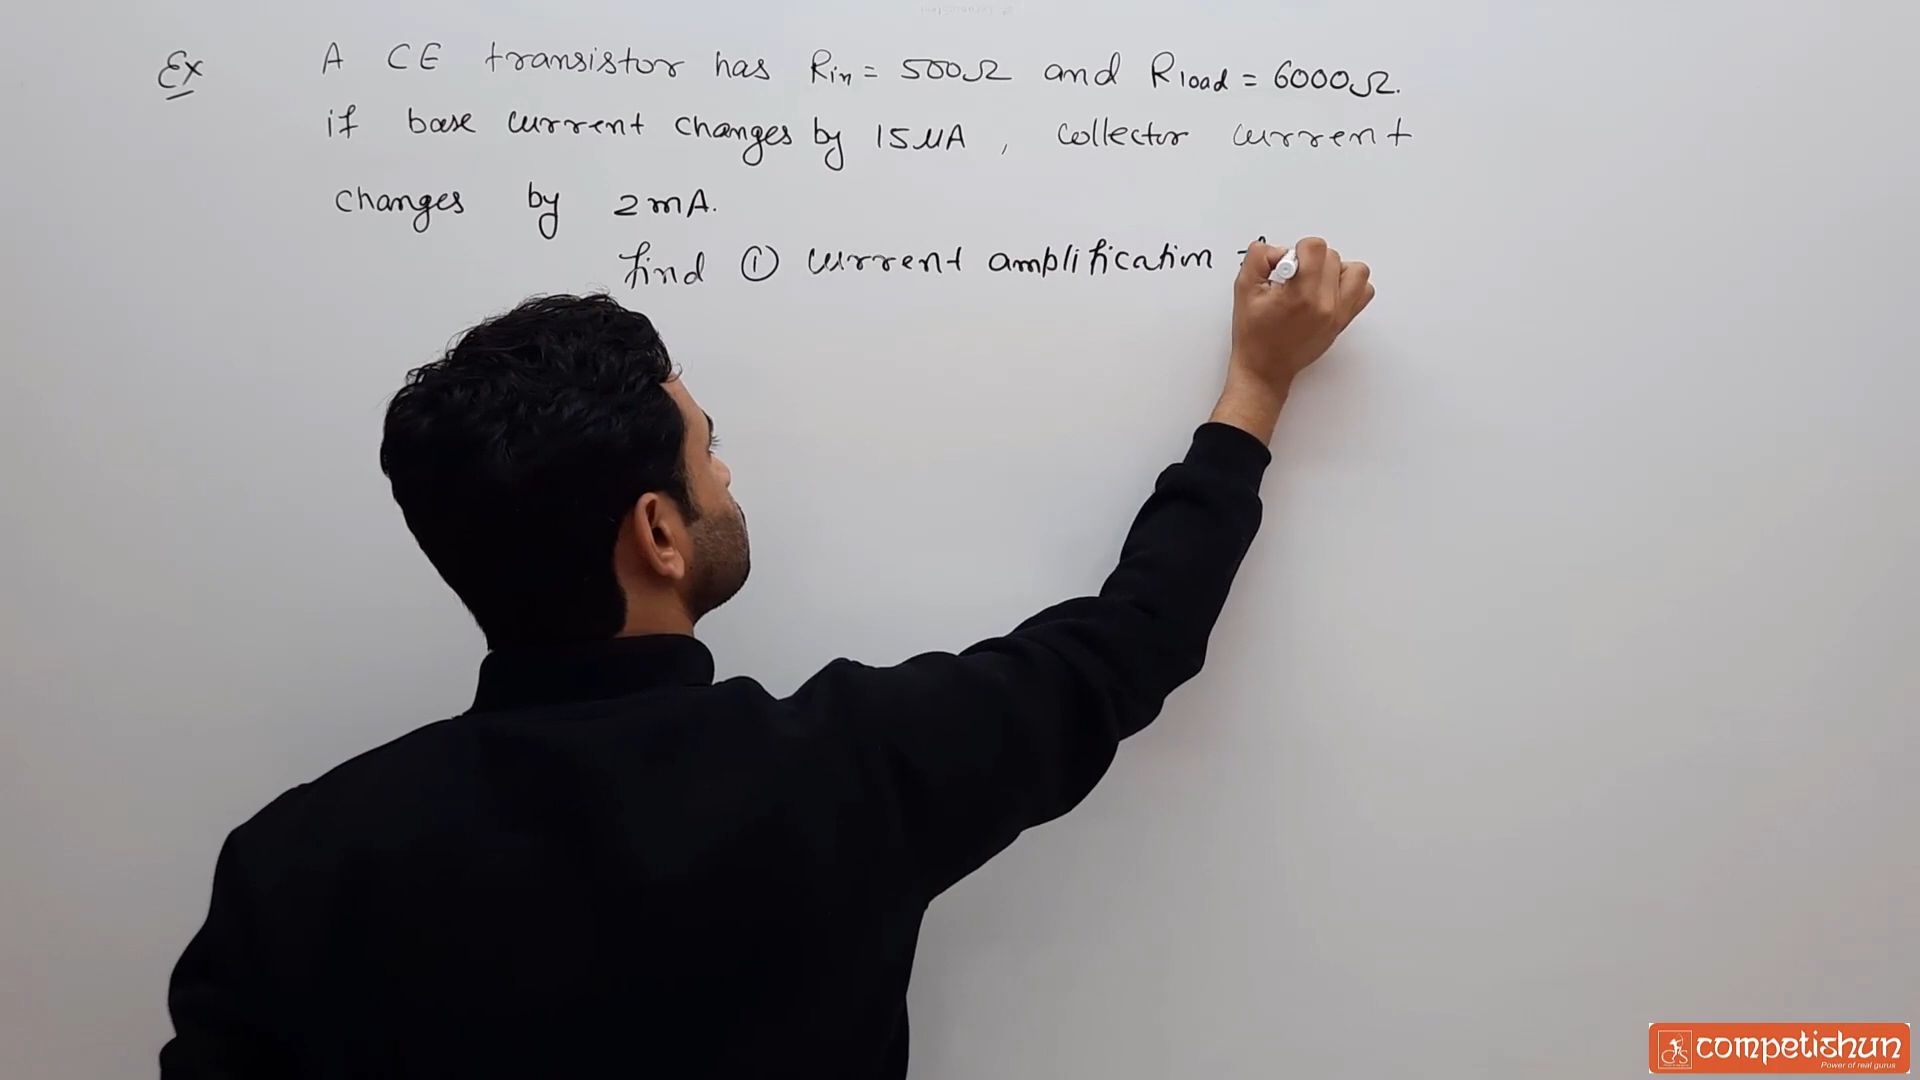 Ex A CE transistor has Rin = 500Ω and Rload = 6000Ω.
if base current changes by 15μA, collector current
changes by 2mA.
find ① current amplification
competishun
Power of real gurus